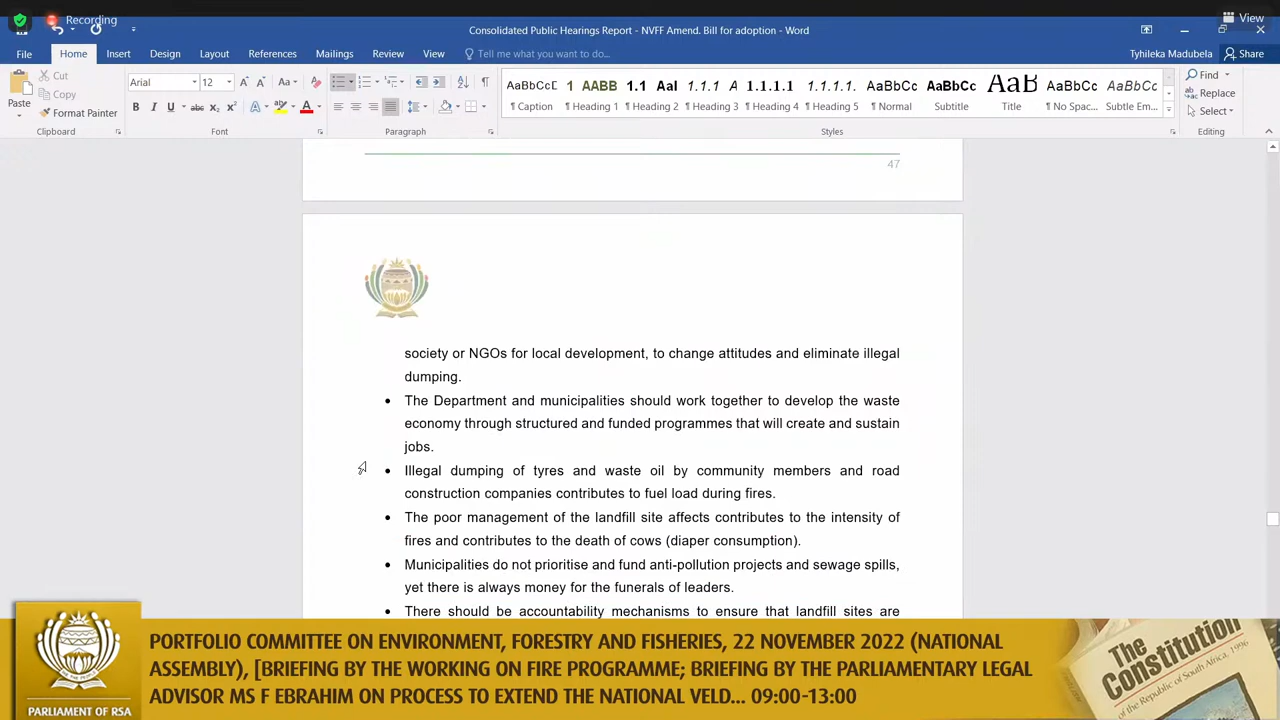 Recording
View
Consolidated Public Hearings Report - NVFF Amend. Bill for adoption - Word
File Home Insert Design Layout References Mailings Review View Tell me what you want to do...
Tyhileka Madubela Share
Paste
Cut
Copy
Format Painter
Clipboard
Arial 12
Font
Paragraph
AaBbCcD 1 AABB 1.1 AaI 1.1.1 A 1.1.1.1 1.1.1.1. AaBbCc AaBbCc AaB AaBbCc AaBbCc
¶ Caption ¶ Heading 1 ¶ Heading 2 ¶ Heading 3 ¶ Heading 4 ¶ Heading 5 ¶ Normal Subtitle Title ¶ No Spac... Subtle Em...
Styles
Find
Replace
Select
Editing
47
society or NGOs for local development, to change attitudes and eliminate illegal
dumping.
• The Department and municipalities should work together to develop the waste
economy through structured and funded programmes that will create and sustain
jobs.
• Illegal dumping of tyres and waste oil by community members and road
construction companies contributes to fuel load during fires.
• The poor management of the landfill site affects contributes to the intensity of
fires and contributes to the death of cows (diaper consumption).
• Municipalities do not prioritise and fund anti-pollution projects and sewage spills,
yet there is always money for the funerals of leaders.
• There should be accountability mechanisms to ensure that landfill sites are
PORTFOLIO COMMITTEE ON ENVIRONMENT, FORESTRY AND FISHERIES, 22 NOVEMBER 2022 (NATIONAL
ASSEMBLY), [BRIEFING BY THE WORKING ON FIRE PROGRAMME; BRIEFING BY THE PARLIAMENTARY LEGAL
ADVISOR MS F EBRAHIM ON PROCESS TO EXTEND THE NATIONAL VELD... 09:00-13:00
PARLIAMENT OF RSA
The
Constitution
of the Republic of South Africa, 1996